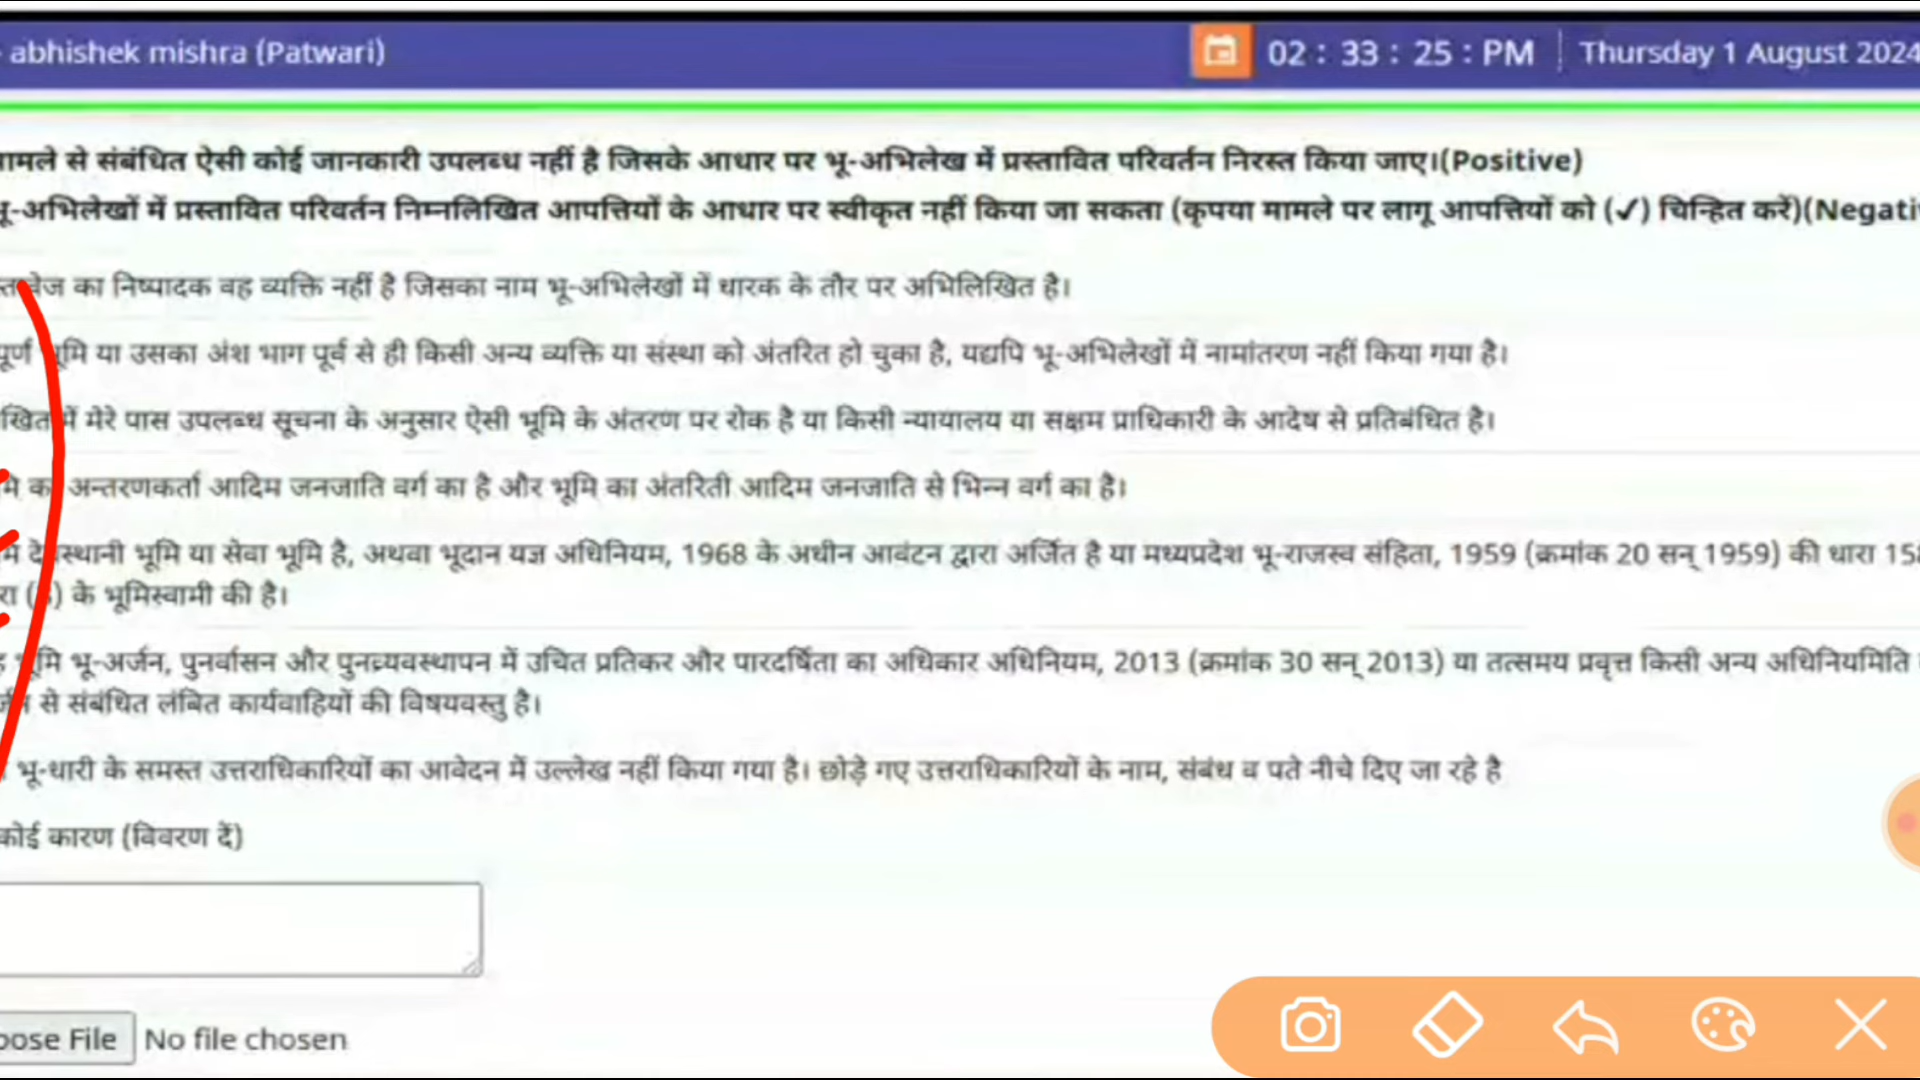 abhishek mishra (Patwari)
02 : 33 : 25 : PM
Thursday 1 August 2024
से संबंधित ऐसी कोई जानकारी उपलब्ध नहीं है जिसके आधार पर भू-अभिलेख में प्रस्तावित परिवर्तन निरस्त किया जाए।(Positive)
भू-अभिलेखों में प्रस्तावित परिवर्तन निम्नलिखित आपत्तियों के आधार पर स्वीकृत नहीं किया जा सकता (कृपया मामले पर लागू आपत्तियों को (✓) चिन्हित करें)
का निष्पादक वह व्यक्ति नहीं है जिसका नाम भू-अभिलेखों में धारक के तौर पर अभिलिखित है।
या उसका अंश भाग पूर्व से ही किसी अन्य व्यक्ति या संस्था को अंतरित हो चुका है, यद्यपि भू-अभिलेखों में नामांतरण नहीं किया गया है।
में मेरे पास उपलब्ध सूचना के अनुसार ऐसी भूमि के अंतरण पर रोक है या किसी न्यायालय या सक्षम प्राधिकारी के आदेष से प्रतिबंधित है।
अन्तरणकर्ता आदिम जनजाति वर्ग का है और भूमि का अंतरिती आदिम जनजाति से भिन्न वर्ग का है।
देवस्थानी भूमि या सेवा भूमि है, अथवा भूदान यज्ञ अधिनियम, 1968 के अधीन आवंटन द्वारा अर्जित है या मध्यप्रदेश भू-राजस्व संहिता, 1959 (क्रमांक 20 सन् 1959) की धारा
के भूमिस्वामी की है।
भूमि भू-अर्जन, पुनर्वासन और पुनव्यवस्थापन में उचित प्रतिकर और पारदर्षिता का अधिकार अधिनियम, 2013 (क्रमांक 30 सन् 2013) या तत्समय प्रवृत्त किसी अन्य अधिनियमिति
से संबंधित लंबित कार्यवाहियों की विषयवस्तु है।
भू-धारी के समस्त उत्तराधिकारियों का आवेदन में उल्लेख नहीं किया गया है। छोड़े गए उत्तराधिकारियों के नाम, संबंध व पते नीचे दिए जा रहे है
कोई कारण (विवरण दें)
File No file chosen